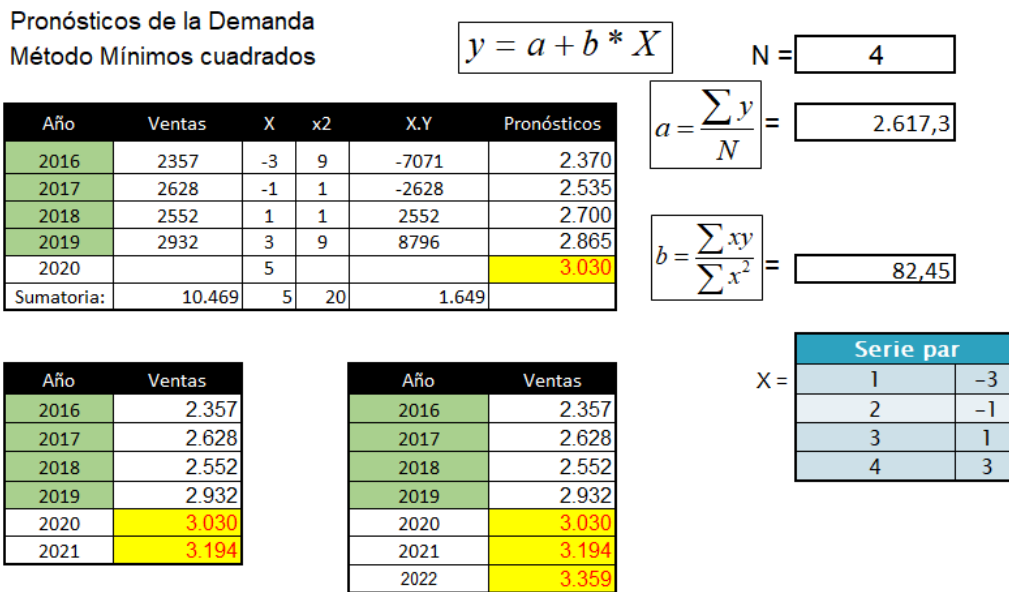 Pronósticos de la Demanda
Método Mínimos cuadrados
y = a + b * X
N = 4
a = ∑ y / N = 2.617,3
Año Ventas X x2 X.Y Pronósticos
2016 2357 -3 9 -7071 2.370
2017 2628 -1 1 -2628 2.535
2018 2552 1 1 2552 2.700
2019 2932 3 9 8796 2.865
2020 5 3.030
Sumatoria: 10.469 5 20 1.649
b = ∑ xy / ∑ x² = 82,45
Año Ventas
2016 2.357
2017 2.628
2018 2.552
2019 2.932
2020 3.030
2021 3.194
Año Ventas
2016 2.357
2017 2.628
2018 2.552
2019 2.932
2020 3.030
2021 3.194
2022 3.359
X =
Serie par
1 -3
2 -1
3 1
4 3